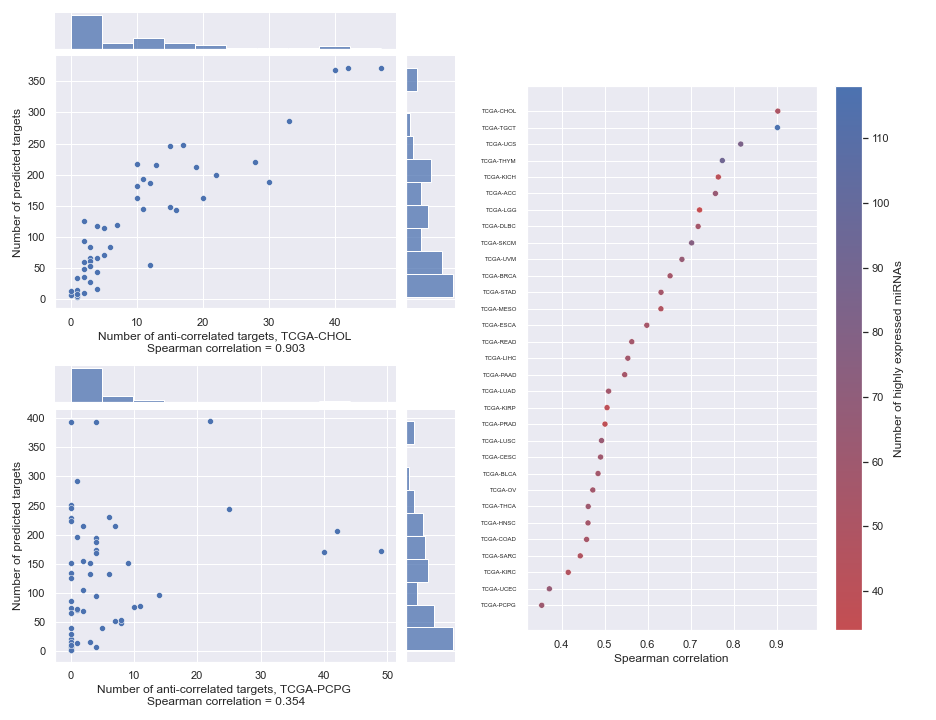 Number of predicted targets
350
300
250
200
150
100
50
0
0 10 20 30 40
Number of anti-correlated targets, TCGA-CHOL
Spearman correlation = 0.903
Number of predicted targets
400
350
300
250
200
150
100
50
0
0 10 20 30 40 50
Number of anti-correlated targets, TCGA-PCPG
Spearman correlation = 0.354
TCGA-CHOL
TCGA-TGCT
TCGA-UCS
TCGA-THYM
TCGA-KICH
TCGA-ACC
TCGA-LGG
TCGA-DLBC
TCGA-SKCM
TCGA-UVM
TCGA-BRCA
TCGA-STAD
TCGA-MESO
TCGA-ESCA
TCGA-READ
TCGA-LIHC
TCGA-PAAD
TCGA-LUAD
TCGA-KIRP
TCGA-PRAD
TCGA-LUSC
TCGA-CESC
TCGA-BLCA
TCGA-OV
TCGA-THCA
TCGA-HNSC
TCGA-COAD
TCGA-SARC
TCGA-KIRC
TCGA-UCEC
TCGA-PCPG
0.4 0.5 0.6 0.7 0.8 0.9
Spearman correlation
110
100
90
80
70
60
50
40
Number of highly expressed miRNAs